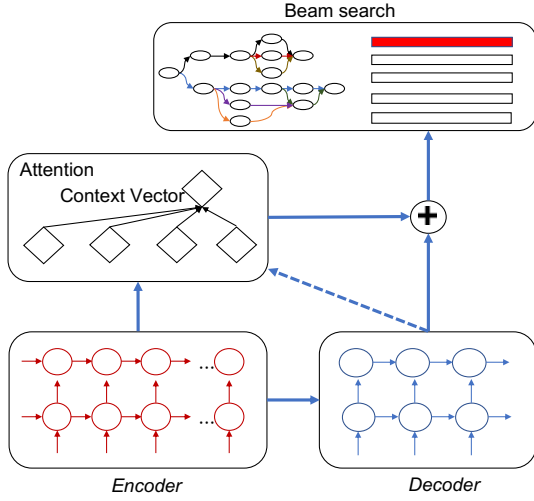 Beam search
Attention
Context Vector
+
...
...
Encoder
Decoder